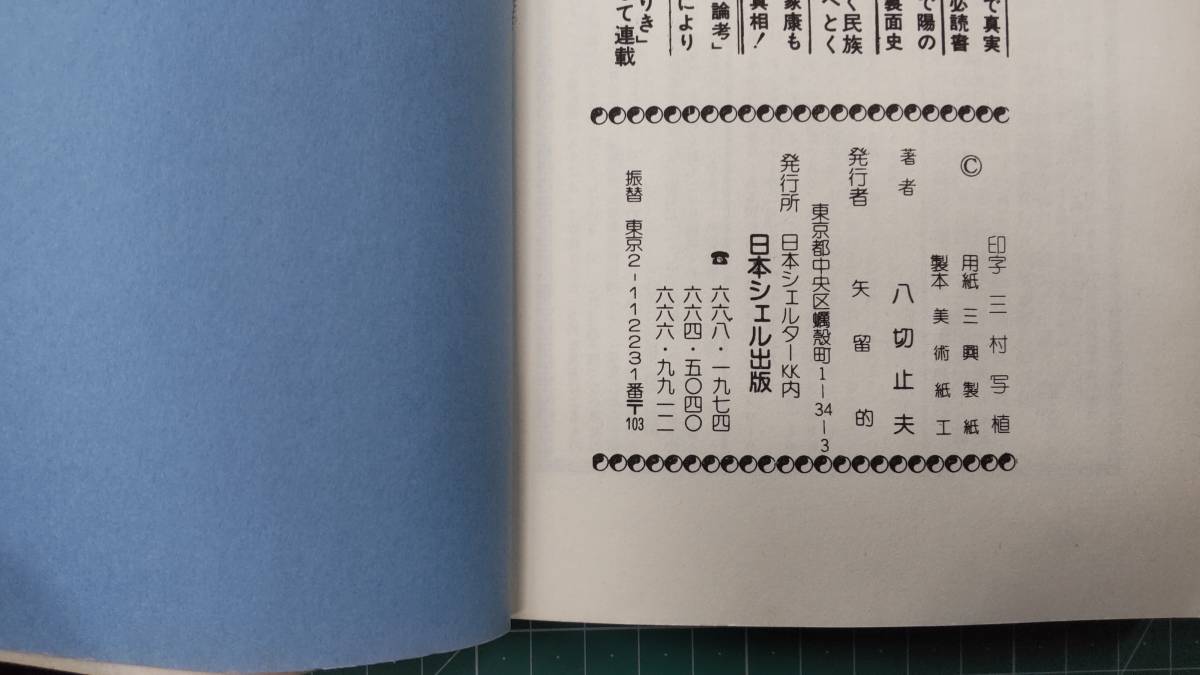 で真実
必読書
で陽の
裏面史
く民族
へとく
家康も
真相!
論考」
により
りき」
て連載
印字 三村写植
用紙 三興製紙
製本 美術紙工
©
著者 八切止夫
発行者 矢留的
東京都中央区蠣殻町1-34-3
発行所 日本シェルターKK内
日本シェル出版
☎六六八・一九七四
六六四・五〇四〇
六六六・九九一二
振替 東京2-112231番〒103